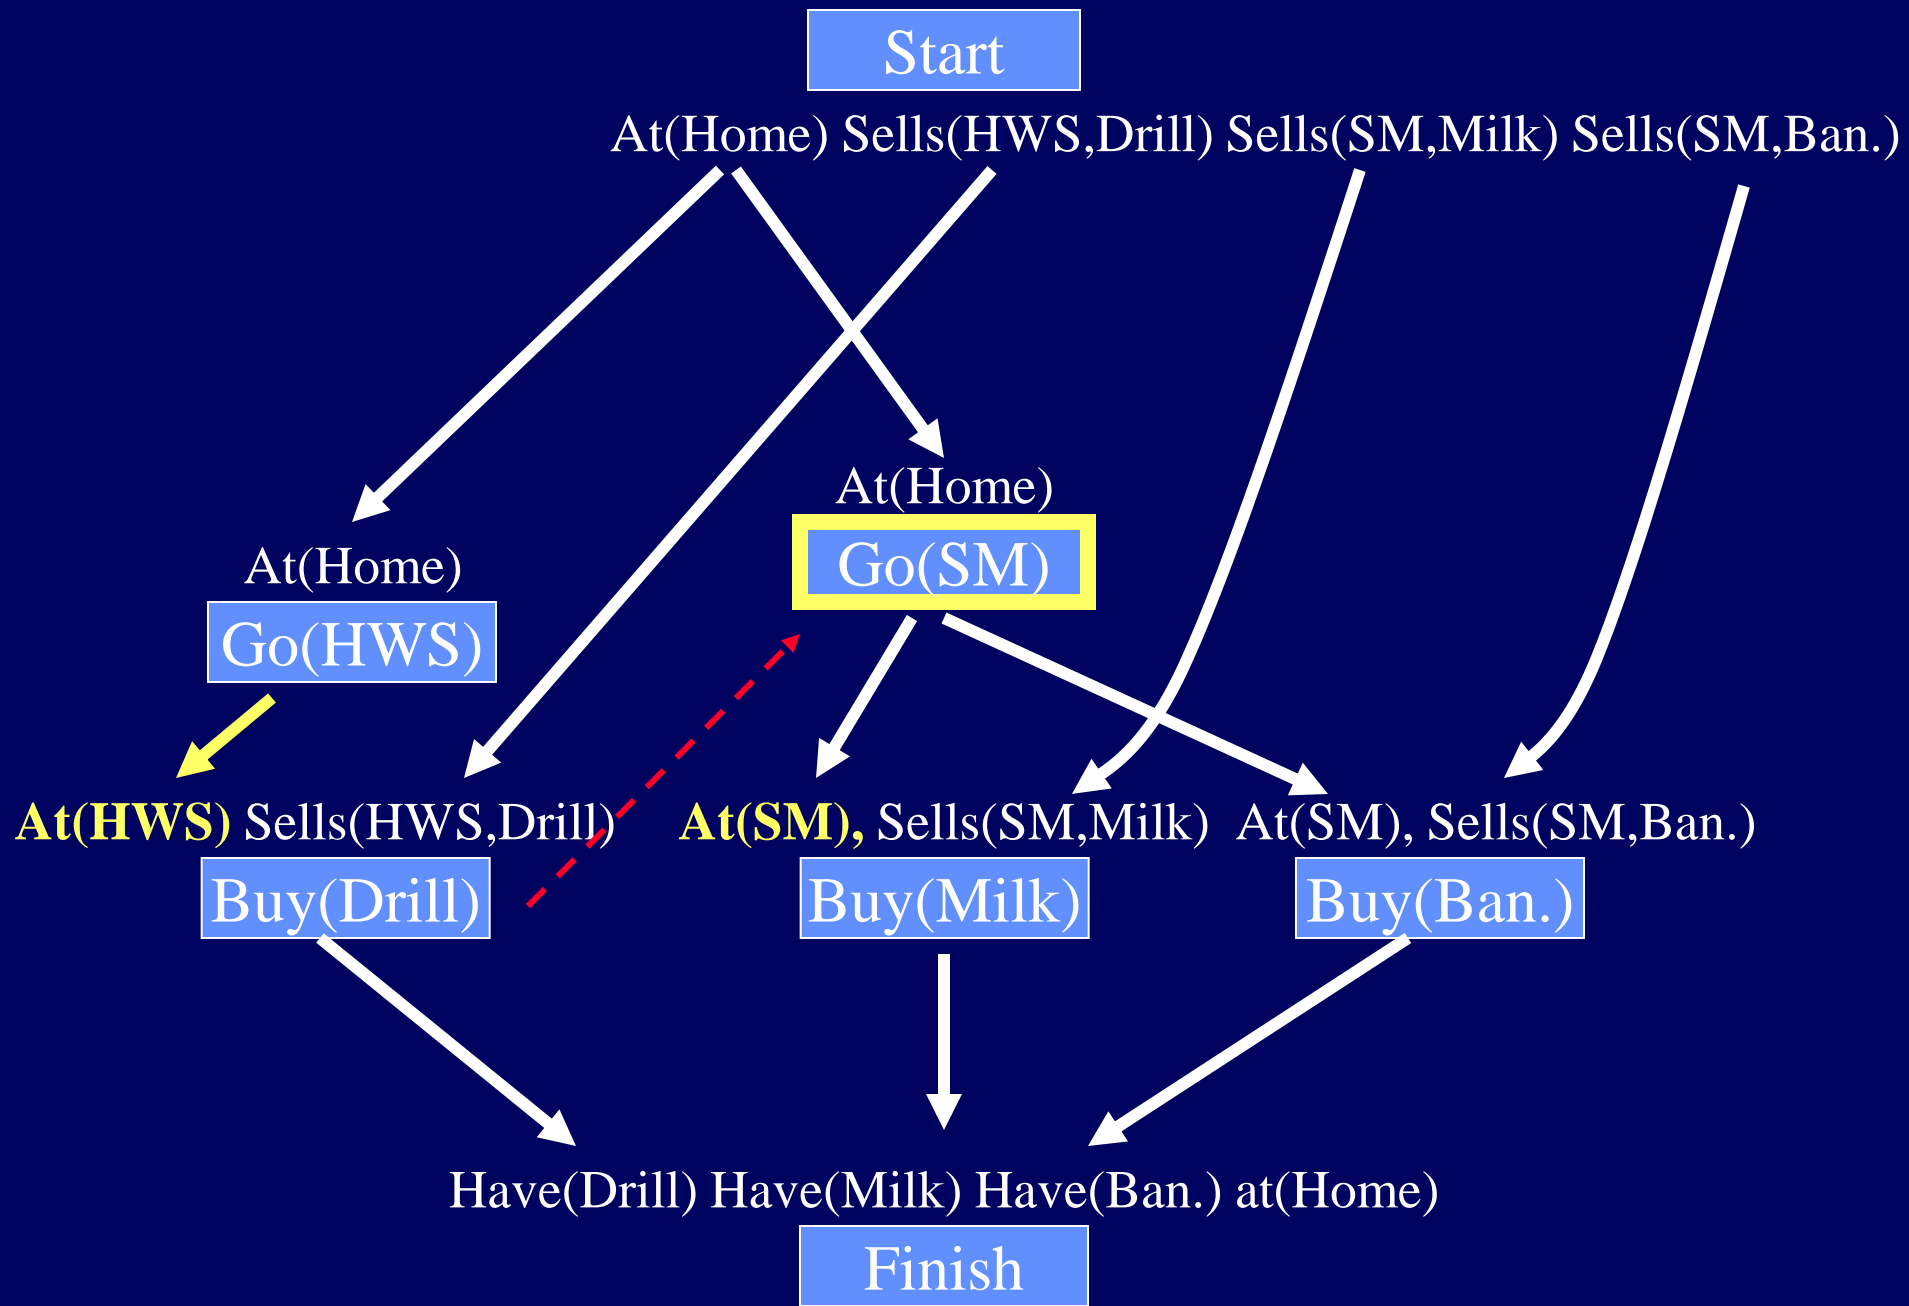 Start
At(Home) Sells(HWS,Drill) Sells(SM,Milk) Sells(SM,Ban.)
At(Home)
Go(SM)
At(Home)
Go(HWS)
At(HWS) Sells(HWS,Drill) At(SM), Sells(SM,Milk) At(SM), Sells(SM,Ban.)
Buy(Drill) Buy(Milk) Buy(Ban.)
Have(Drill) Have(Milk) Have(Ban.) at(Home)
Finish